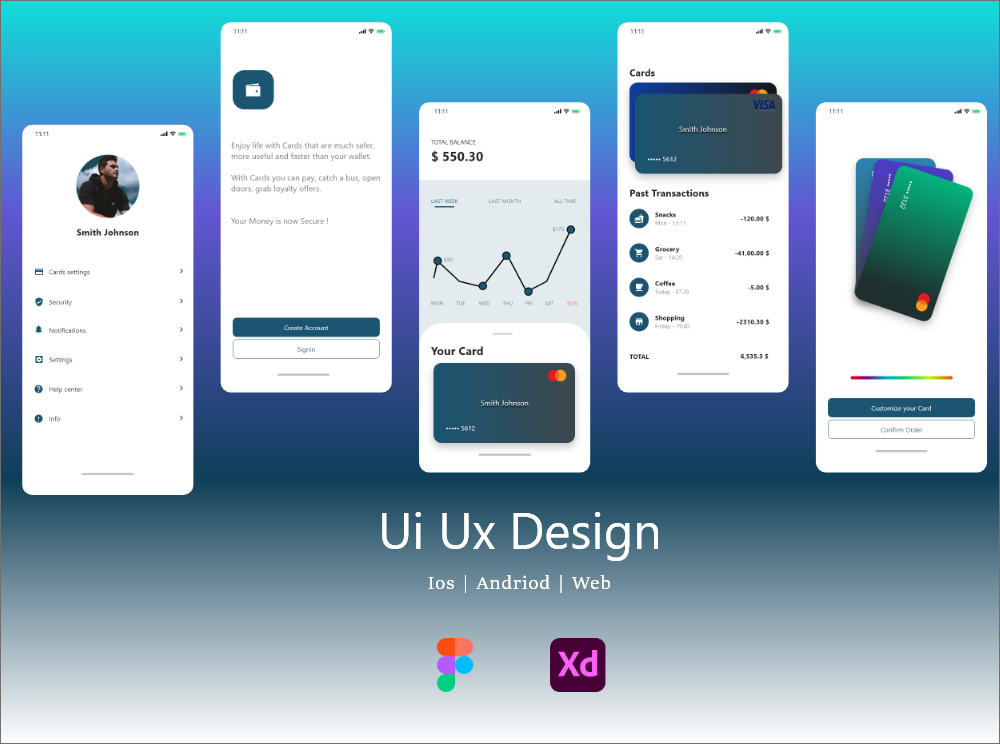 11:11
Smith Johnson
Cards settings
Security
Notifications
Settings
Help center
Info
11:11
Enjoy life with Cards that are much safer,
more useful and faster than your wallet.
With Cards you can pay, catch a bus, open
doors, grab loyalty offers.
Your Money is now Secure !
Create Account
Signin
11:11
TOTAL BALANCE
$ 550.30
LAST WEEK LAST MONTH ALL TIME
$170
$30
MON TUE WED THU FRI SAT SUN
Your Card
Smith Johnson
••••• 5612
11:11
Cards
VISA
Smith Johnson
••••• 5612
Past Transactions
Snacks
-120.00 $
Mon - 15:11
Grocery
-41,00.00 $
Sat - 14:20
Coffee
-5.00 $
Today - 07:20
Shopping
-2310.30 $
Friday - 19:40
TOTAL 6,535.3 $
11:11
••••• 3122
Customize your Card
Confirm Order
Ui Ux Design
Ios | Andriod | Web
Xd